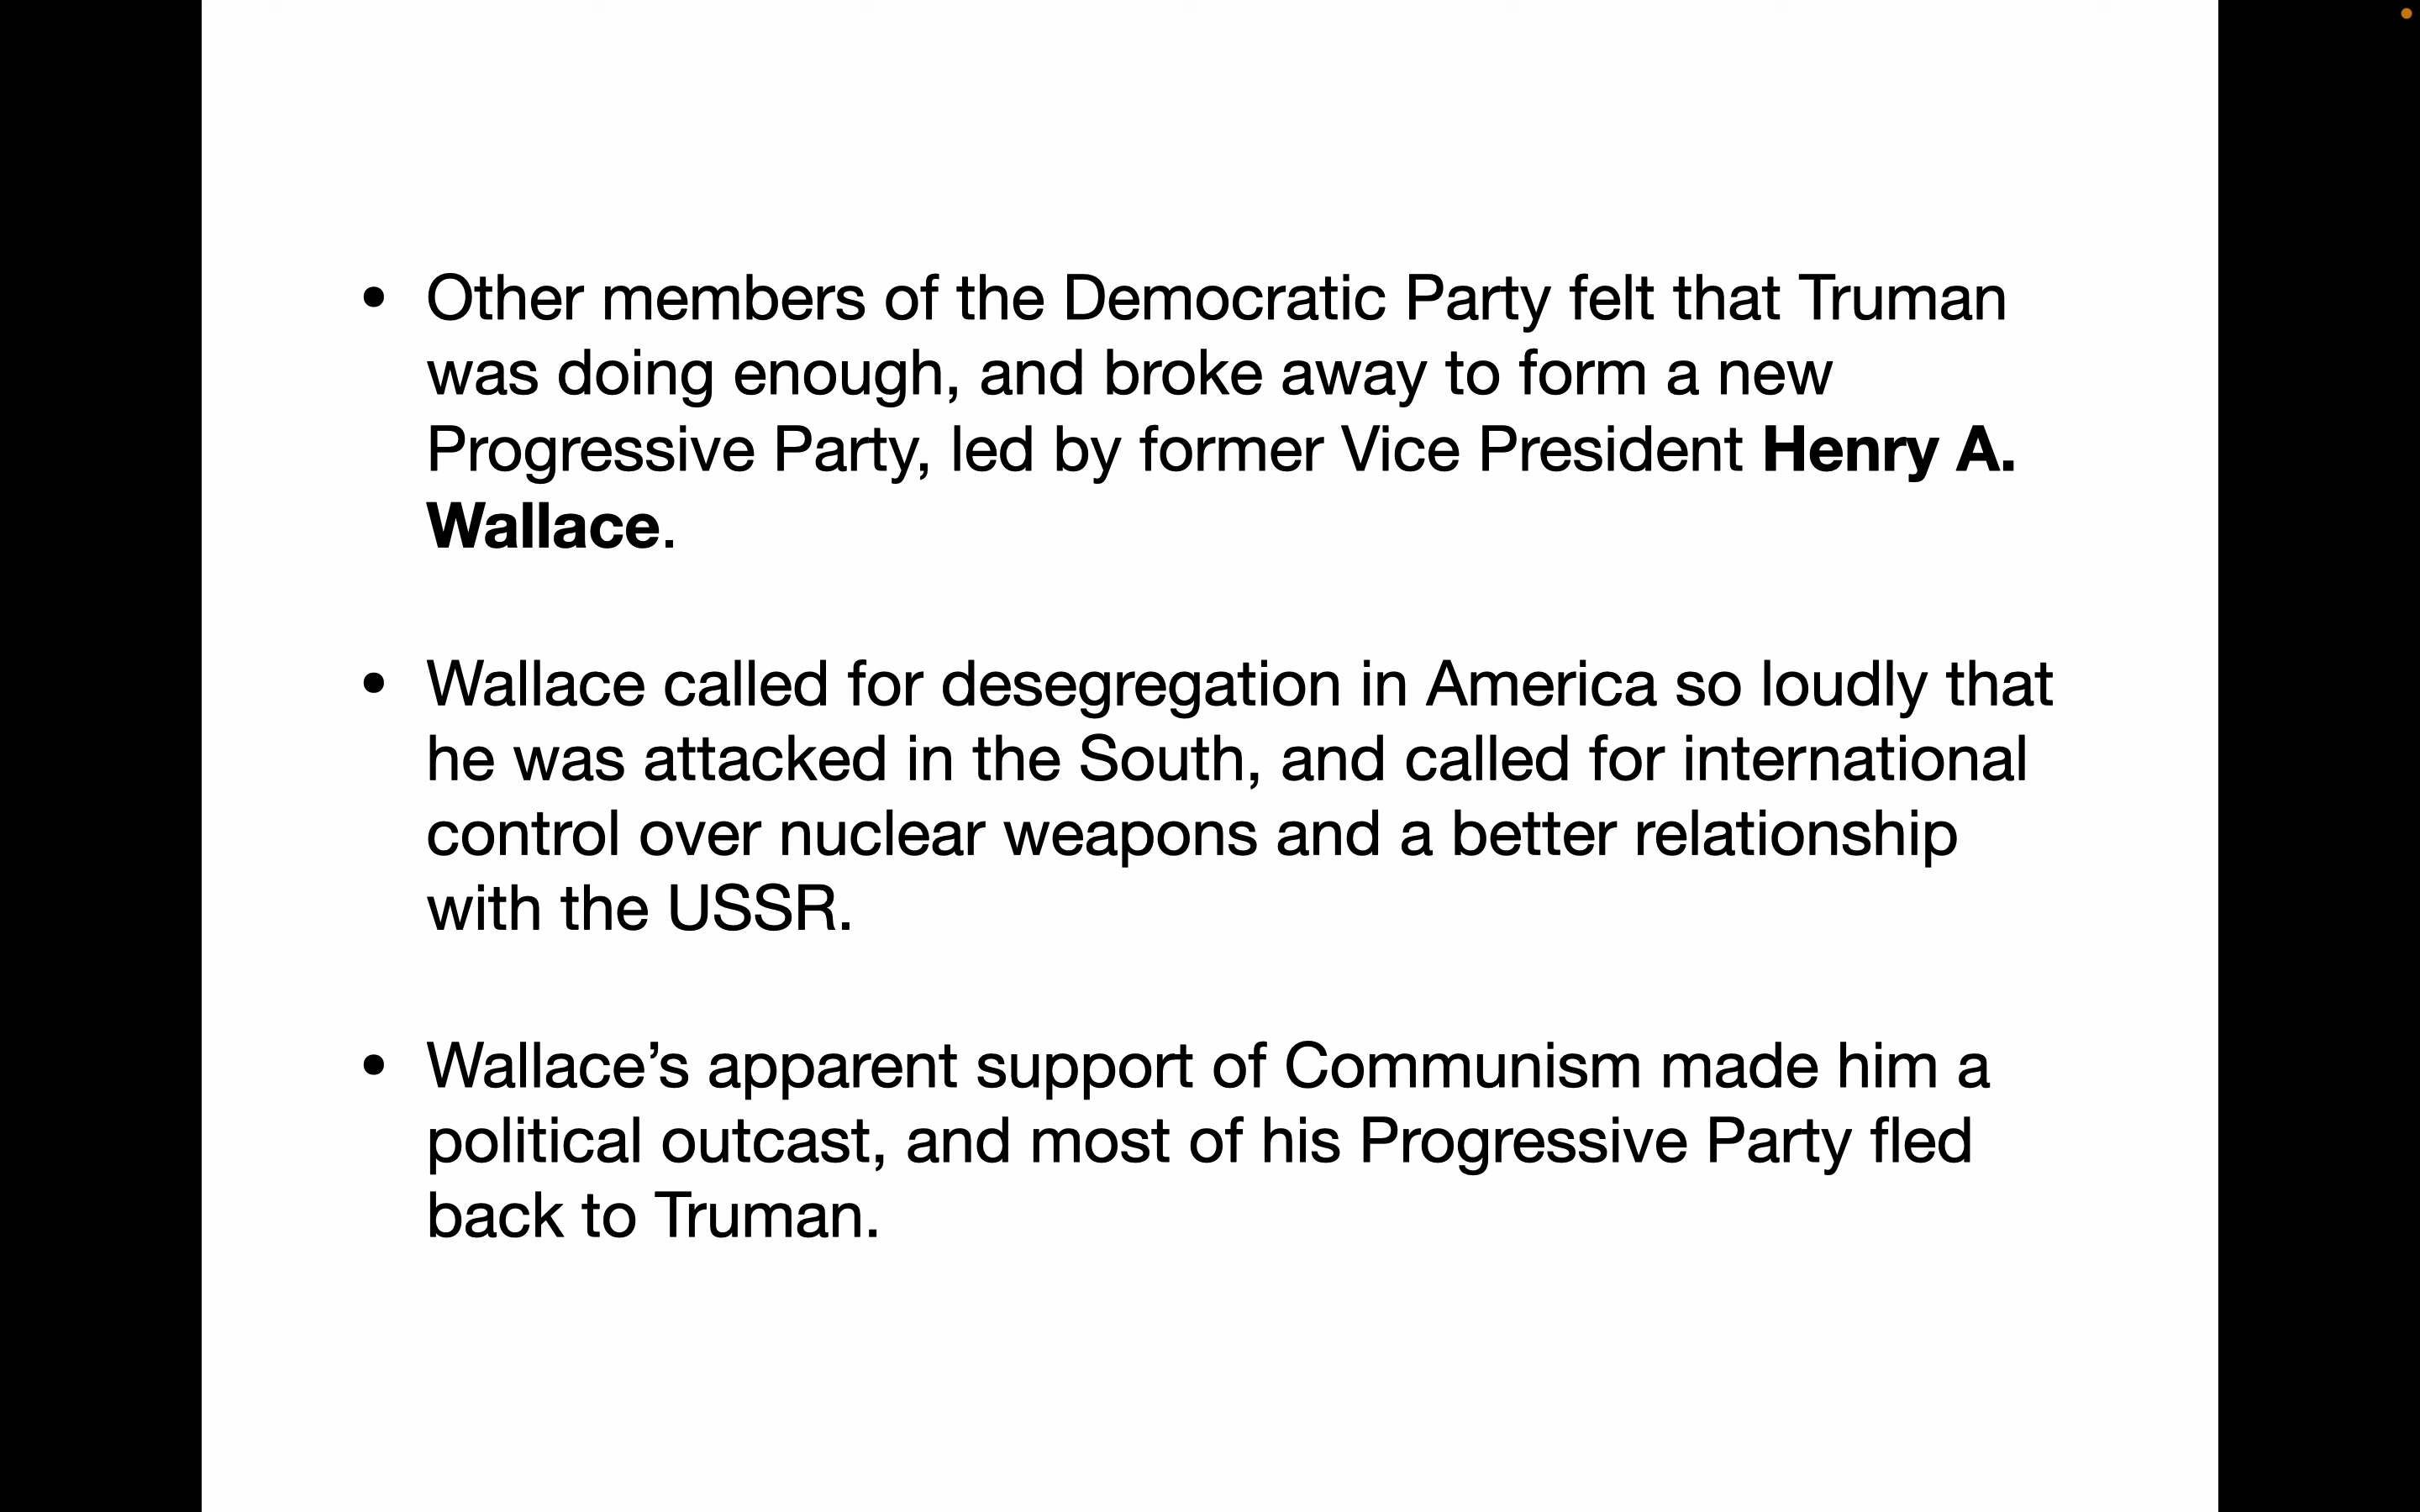 • Other members of the Democratic Party felt that Truman
was doing enough, and broke away to form a new
Progressive Party, led by former Vice President Henry A.
Wallace.
• Wallace called for desegregation in America so loudly that
he was attacked in the South, and called for international
control over nuclear weapons and a better relationship
with the USSR.
• Wallace’s apparent support of Communism made him a
political outcast, and most of his Progressive Party fled
back to Truman.